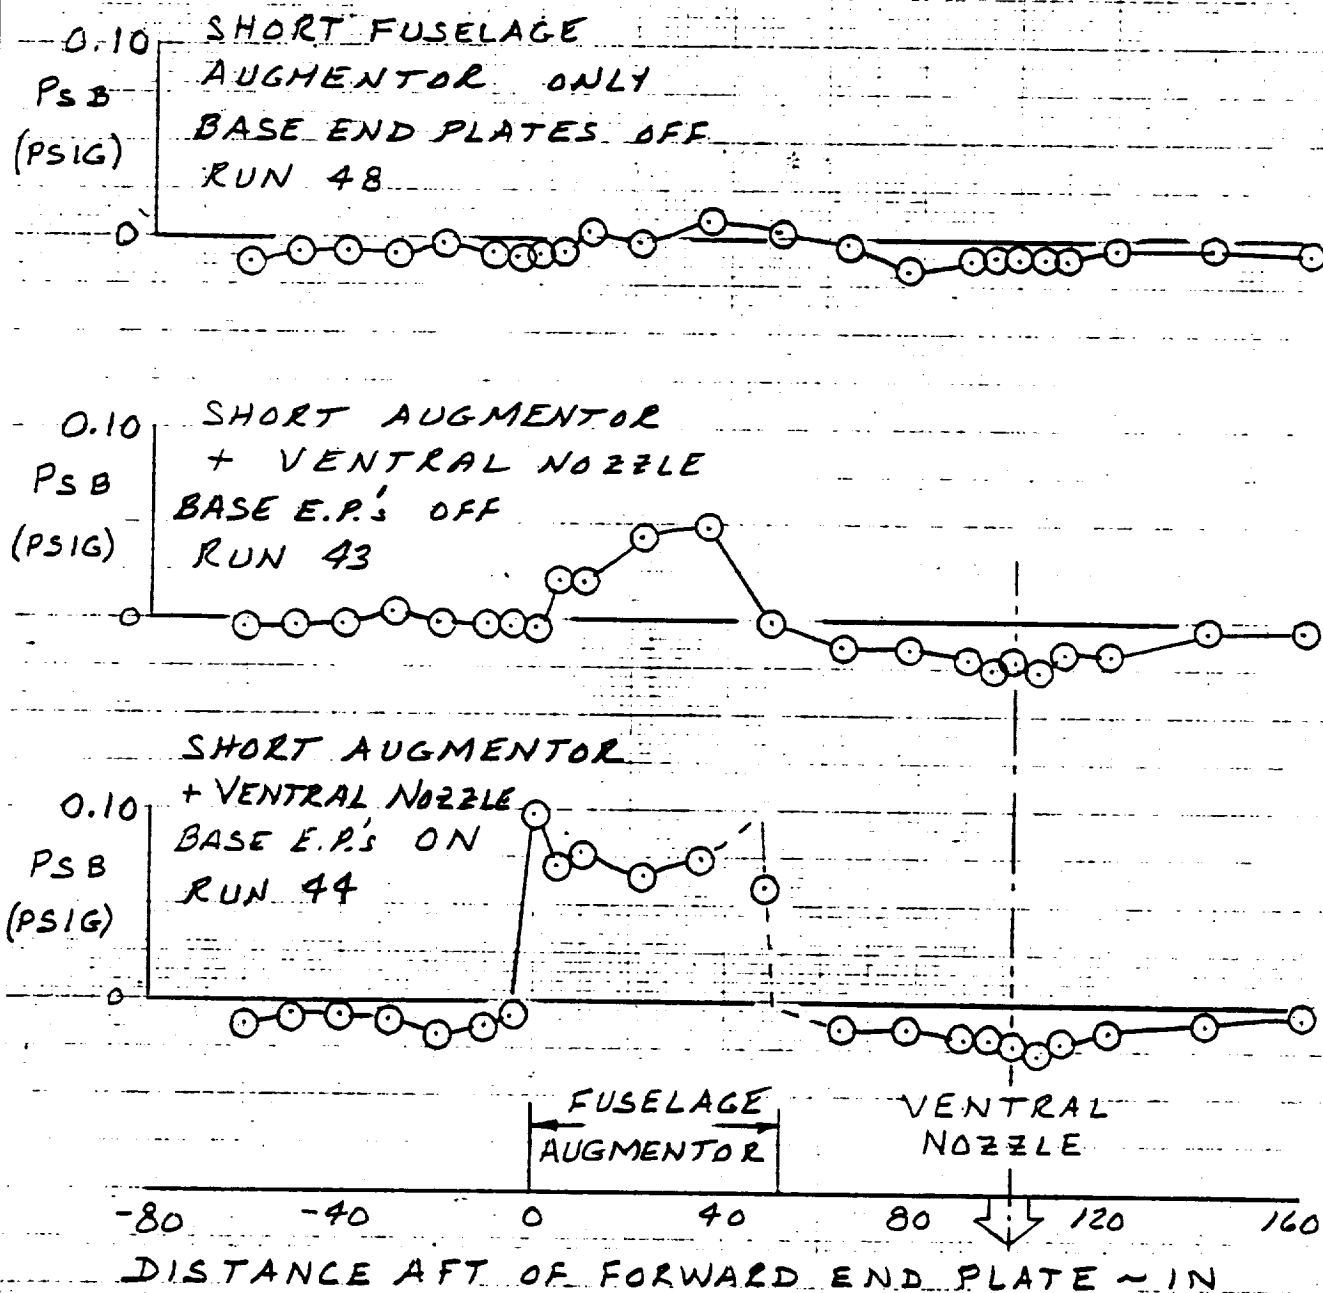 0.10
SHORT FUSELAGE
AUGMENTOR ONLY
PSB
BASE END PLATES OFF
(PSIG)
RUN 48
0
0.10
SHORT AUGMENTOR
+ VENTRAL NOZZLE
PSB
BASE E.P.'s OFF
(PSIG)
RUN 43
0
SHORT AUGMENTOR
0.10
+ VENTRAL NOZZLE
BASE E.P.'s ON
PSB
RUN 44
(PSIG)
0
FUSELAGE
AUGMENTOR
VENTRAL
NOZZLE
-80 -40 0 40 80 120 160
DISTANCE AFT OF FORWARD END PLATE ~ IN